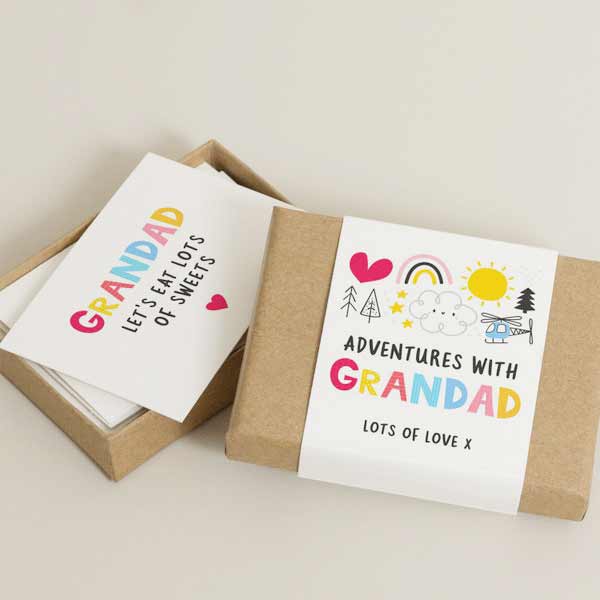 GRANDAD
LET'S EAT LOTS
OF SWEETS
ADVENTURES WITH
GRANDAD
LOTS OF LOVE X